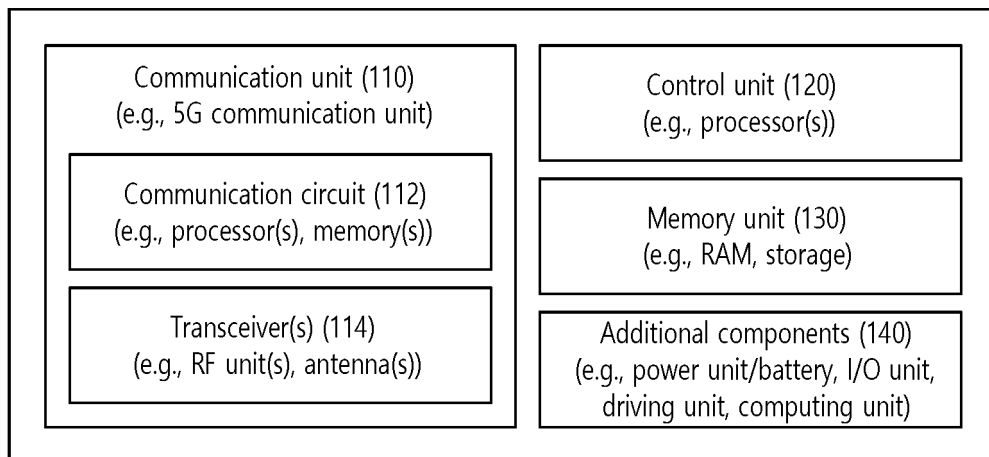 Communication unit (110)
(e.g., 5G communication unit)
Communication circuit (112)
(e.g., processor(s), memory(s))
Transceiver(s) (114)
(e.g., RF unit(s), antenna(s))
Control unit (120)
(e.g., processor(s))
Memory unit (130)
(e.g., RAM, storage)
Additional components (140)
(e.g., power unit/battery, I/O unit,
driving unit, computing unit)